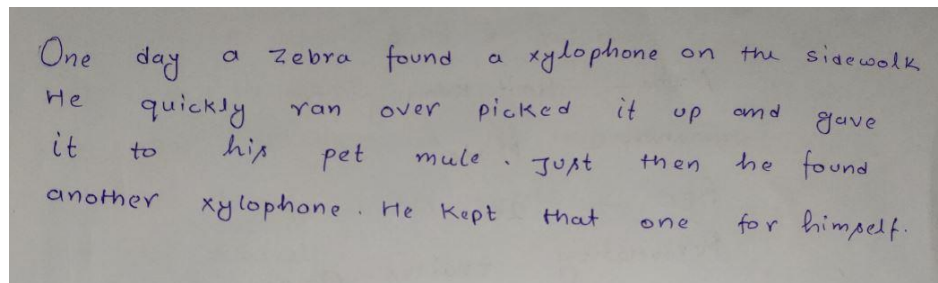 One day a zebra found a xylophone on the sidewalk
He quickly ran over picked it up and gave
it to his pet mule. Just then he found
another xylophone. He kept that one for himself.